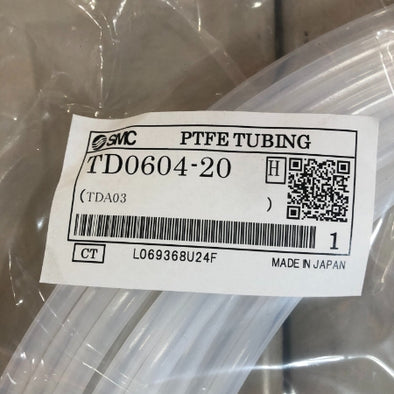 SMC PTFE TUBING
TD0604-20 H
(TDA03 )
1
CT L069368U24F MADE IN JAPAN